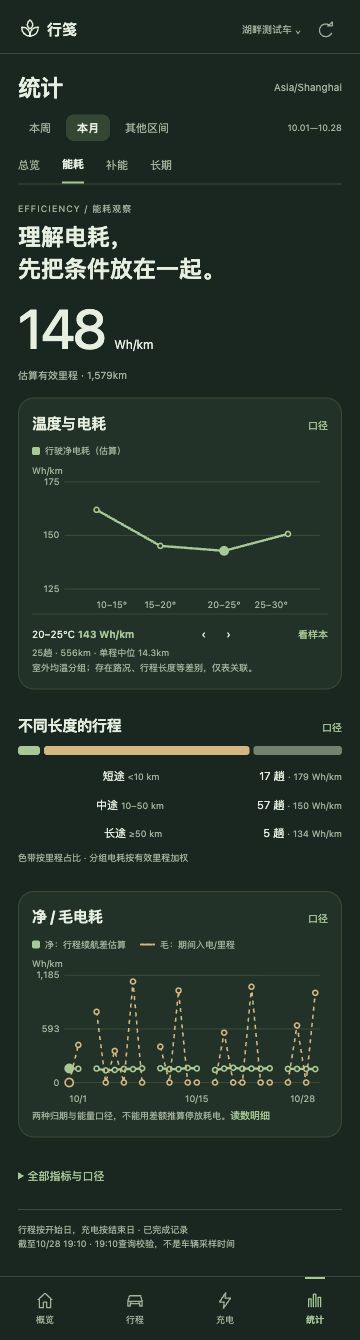 行笺
湖畔测试车
统计
Asia/Shanghai
本周 本月 其他区间 10.01—10.28
总览 能耗 补能 长期
EFFICIENCY / 能耗观察
理解电耗，
先把条件放在一起。
148 Wh/km
估算有效里程 · 1,579km
温度与电耗 口径
行驶净电耗（估算）
Wh/km
175
150
125
10–15° 15–20° 20–25° 25–30°
20–25°C 143 Wh/km ‹ › 看样本
25趟 · 556km · 单程中位 14.3km
室外均温分组；存在路况、行程长度等差别，仅表关联。
不同长度的行程 口径
短途 <10 km 17 趟 · 179 Wh/km
中途 10–50 km 57 趟 · 150 Wh/km
长途 ≥50 km 5 趟 · 134 Wh/km
色带按里程占比 · 分组电耗按有效里程加权
净 / 毛电耗 口径
净：行程续航差估算 毛：期间入电/里程
Wh/km
1,185
593
0
10/1 10/15 10/28
两种归期与能量口径，不能用差额推算停放耗电。读数明细
▶ 全部指标与口径
行程按开始日，充电按结束日 · 已完成记录
截至10/28 19:10 · 19:10查询校验，不是车辆采样时间
概览 行程 充电 统计